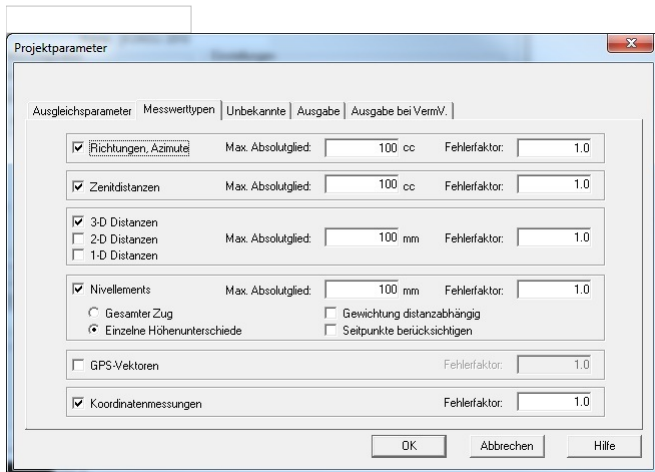 Projektparameter
Ausgleichsparameter Messwerttypen Unbekannte Ausgabe Ausgabe bei VermV.
Richtungen, Azimute Max. Absolutglied: 100 cc Fehlerfaktor: 1.0
Zenitdistanzen Max. Absolutglied: 100 cc Fehlerfaktor: 1.0
3-D Distanzen
2-D Distanzen Max. Absolutglied: 100 mm Fehlerfaktor: 1.0
1-D Distanzen
Nivellements Max. Absolutglied: 100 mm Fehlerfaktor: 1.0
Gesamter Zug Gewichtung distanzabhängig
Einzelne Höhenunterschiede Seitpunkte berücksichtigen
GPS-Vektoren Fehlerfaktor: 1.0
Koordinatenmessungen Fehlerfaktor: 1.0
OK Abbrechen Hilfe